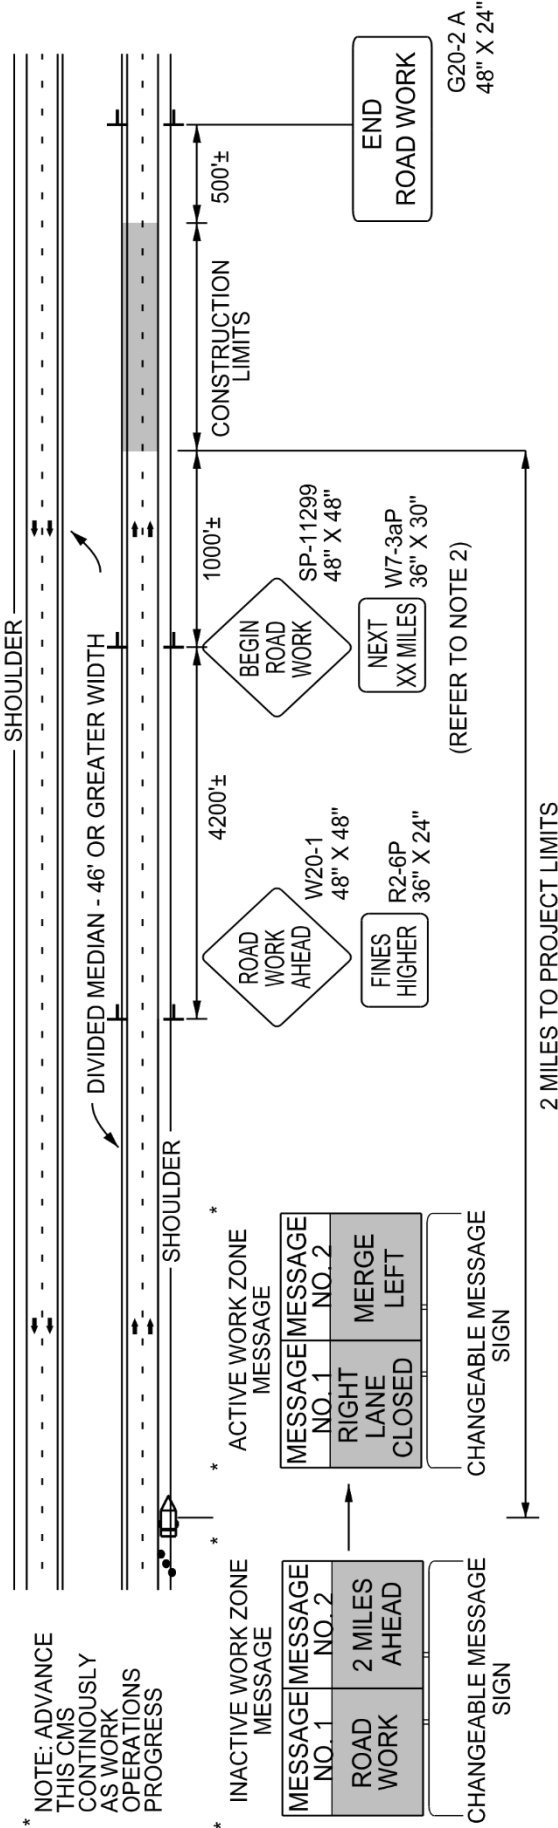 *
NOTE: ADVANCE
THIS CMS
CONTINOUSLY
AS WORK
OPERATIONS
PROGRESS
SHOULDER
DIVIDED MEDIAN - 46' OR GREATER WIDTH
SHOULDER
*
INACTIVE WORK ZONE
MESSAGE
*
MESSAGE
NO. 1
MESSAGE
NO. 2
ROAD
WORK
2 MILES
AHEAD
CHANGEABLE MESSAGE
SIGN
*
ACTIVE WORK ZONE
MESSAGE
*
MESSAGE
NO. 1
MESSAGE
NO. 2
RIGHT
LANE
CLOSED
MERGE
LEFT
CHANGEABLE MESSAGE
SIGN
4200'±
1000'±
CONSTRUCTION
LIMITS
500'±
ROAD
WORK
AHEAD
W20-1
48" X 48"
FINES
HIGHER
R2-6P
36" X 24"
BEGIN
ROAD
WORK
SP-11299
48" X 48"
NEXT
XX MILES
W7-3aP
36" X 30"
(REFER TO NOTE 2)
END
ROAD WORK
G20-2 A
48" X 24"
2 MILES TO PROJECT LIMITS